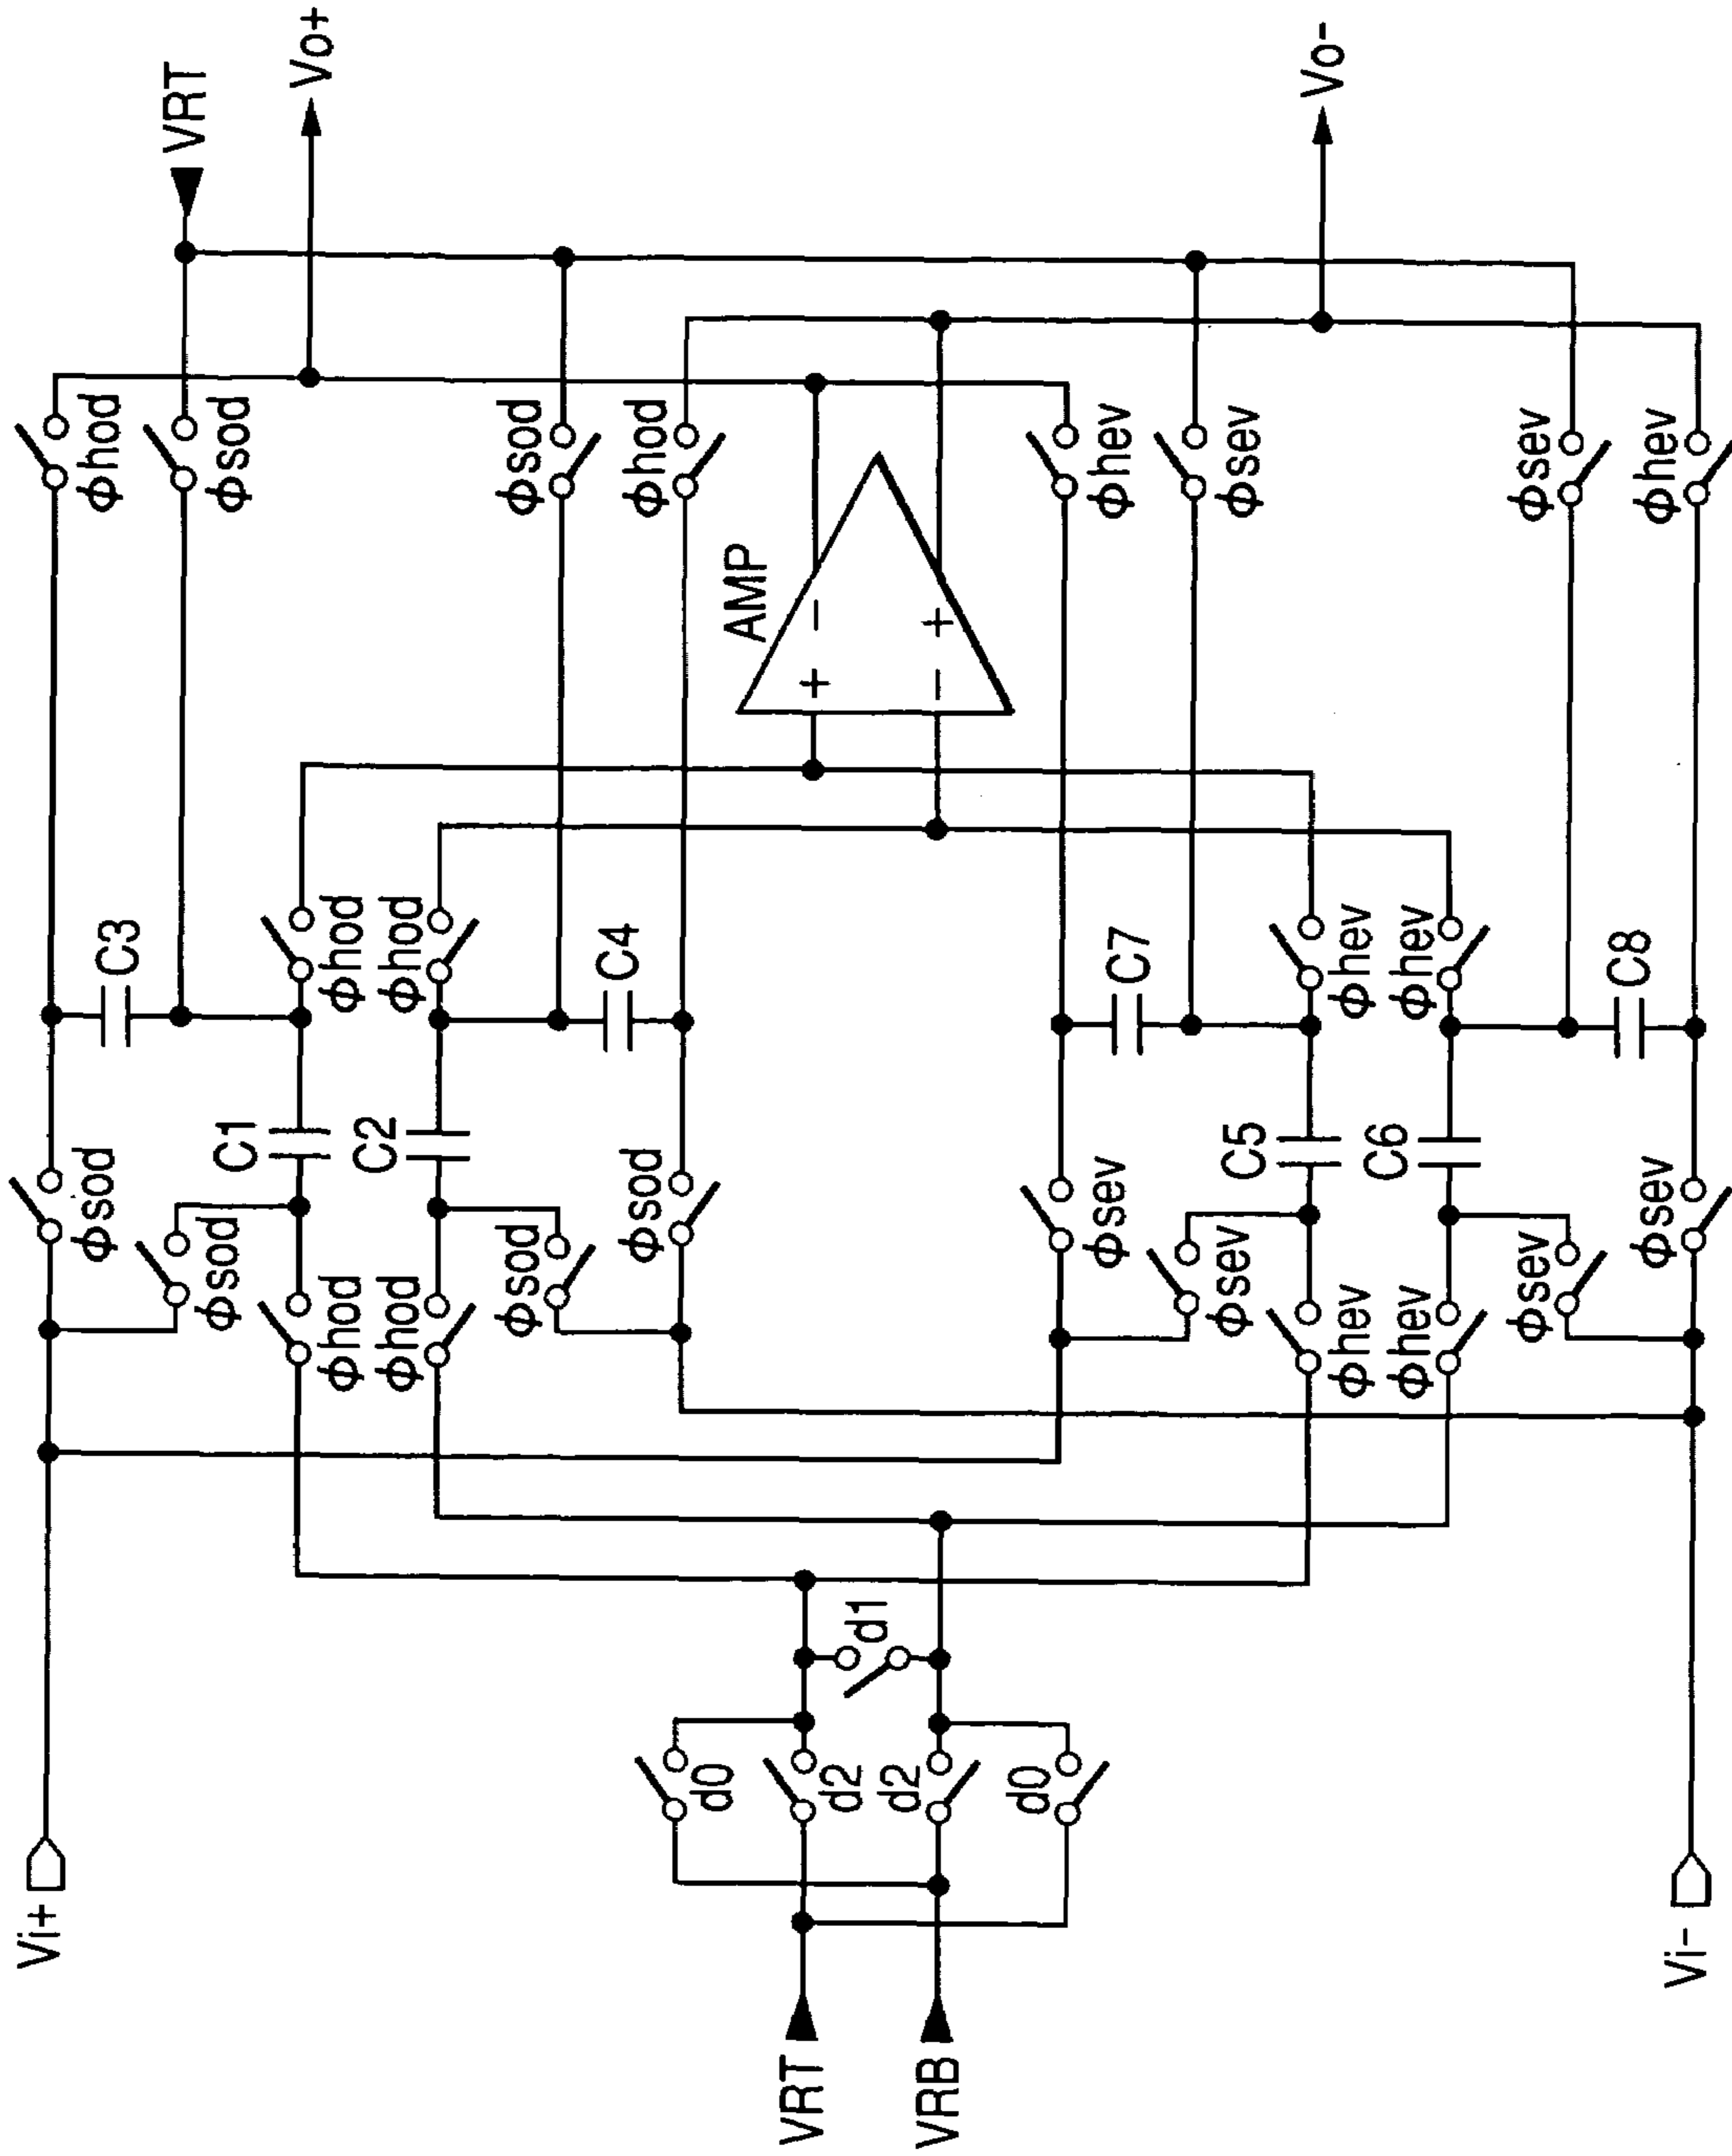 Vi+
Vo+
VRT
ϕsod
ϕhod
C3
ϕsod
ϕsod
C1
ϕhod
ϕhod
ϕhod
C2
ϕhod
ϕsod
ϕsod
C4
ϕsod
ϕhod
AMP
+
-
-
+
d0
d2
d2
d0
d1
VRT
VRB
ϕsev
C7
ϕhev
ϕsev
ϕsev
C5
ϕhev
ϕhev
ϕhev
C6
ϕhev
ϕsev
ϕsev
C8
ϕsev
ϕhev
Vi-
Vo-